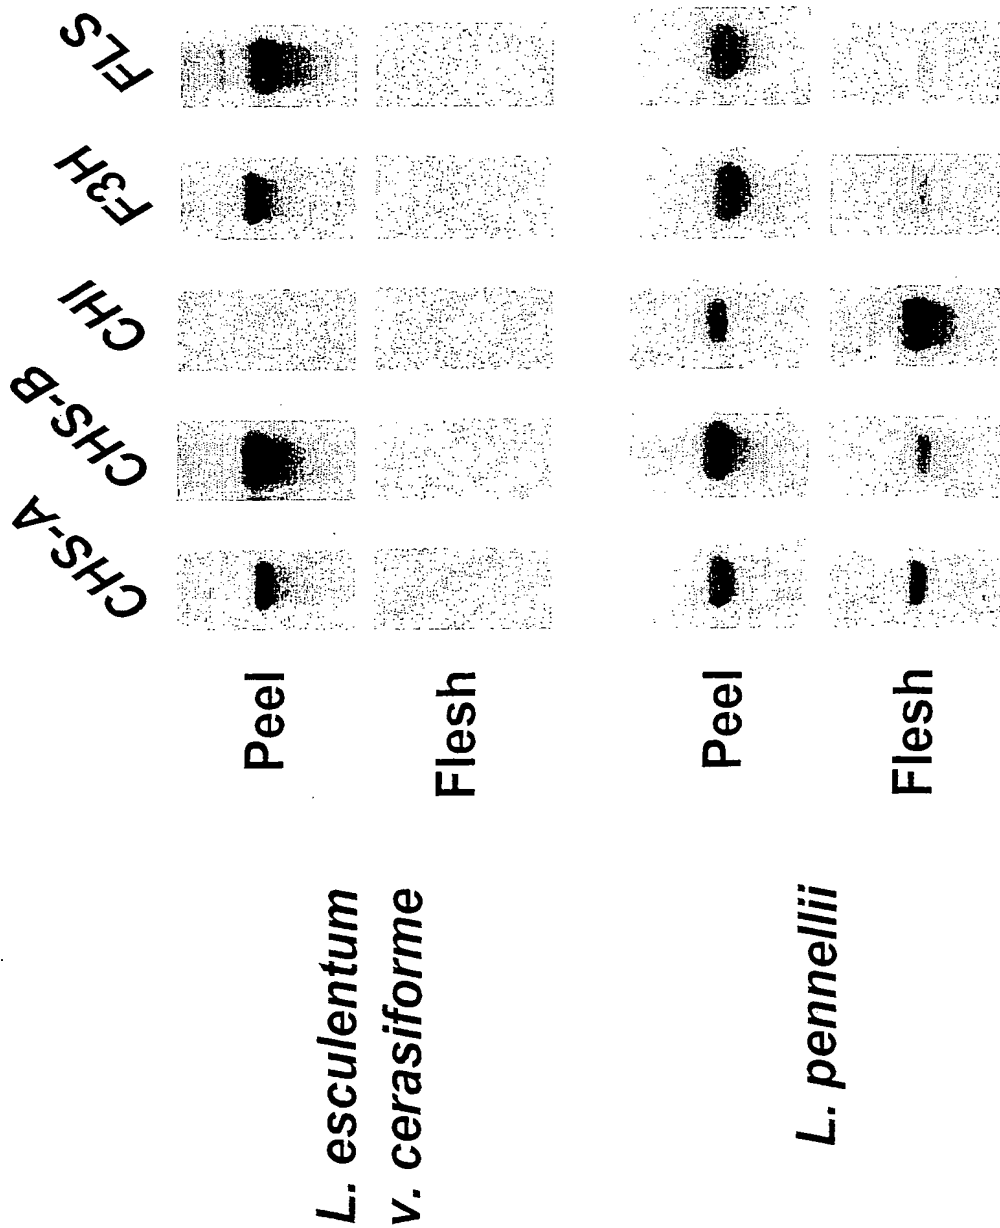 CHS-A CHS-B CHI F3H FLS
L. esculentum
v. cerasiforme
Peel
Flesh
L. pennellii
Peel
Flesh